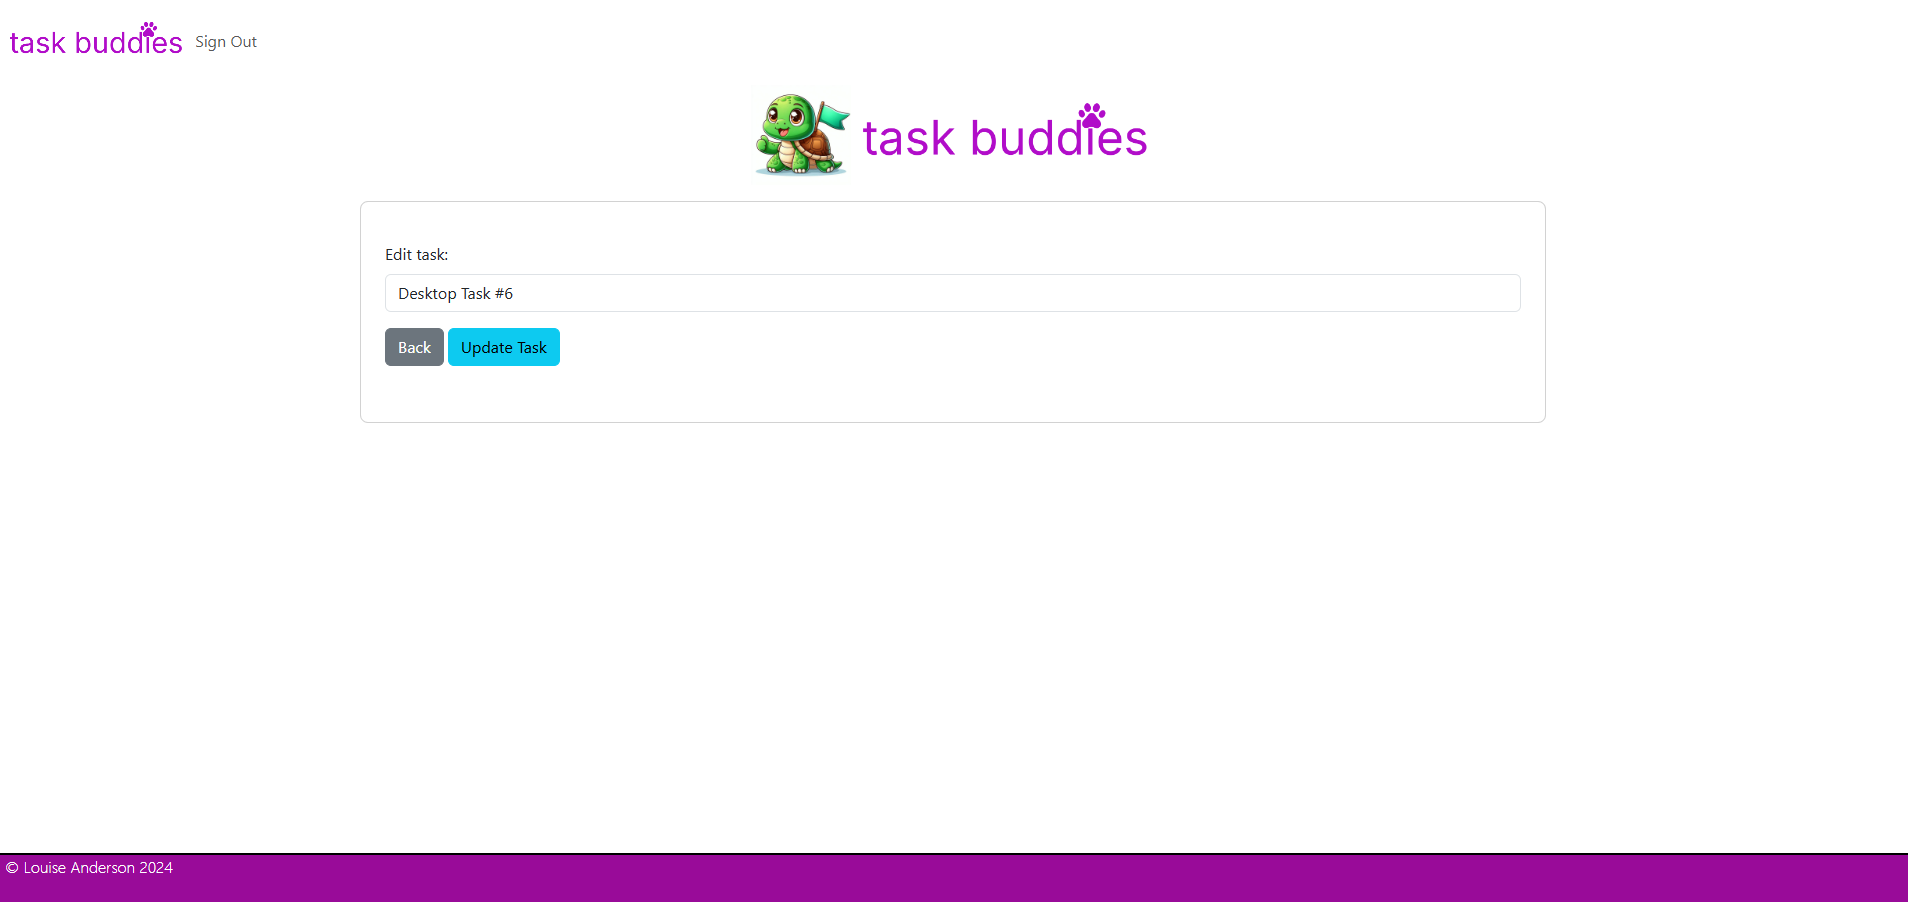 task buddies Sign Out
task buddies
Edit task:
Desktop Task #6
Back Update Task
© Louise Anderson 2024